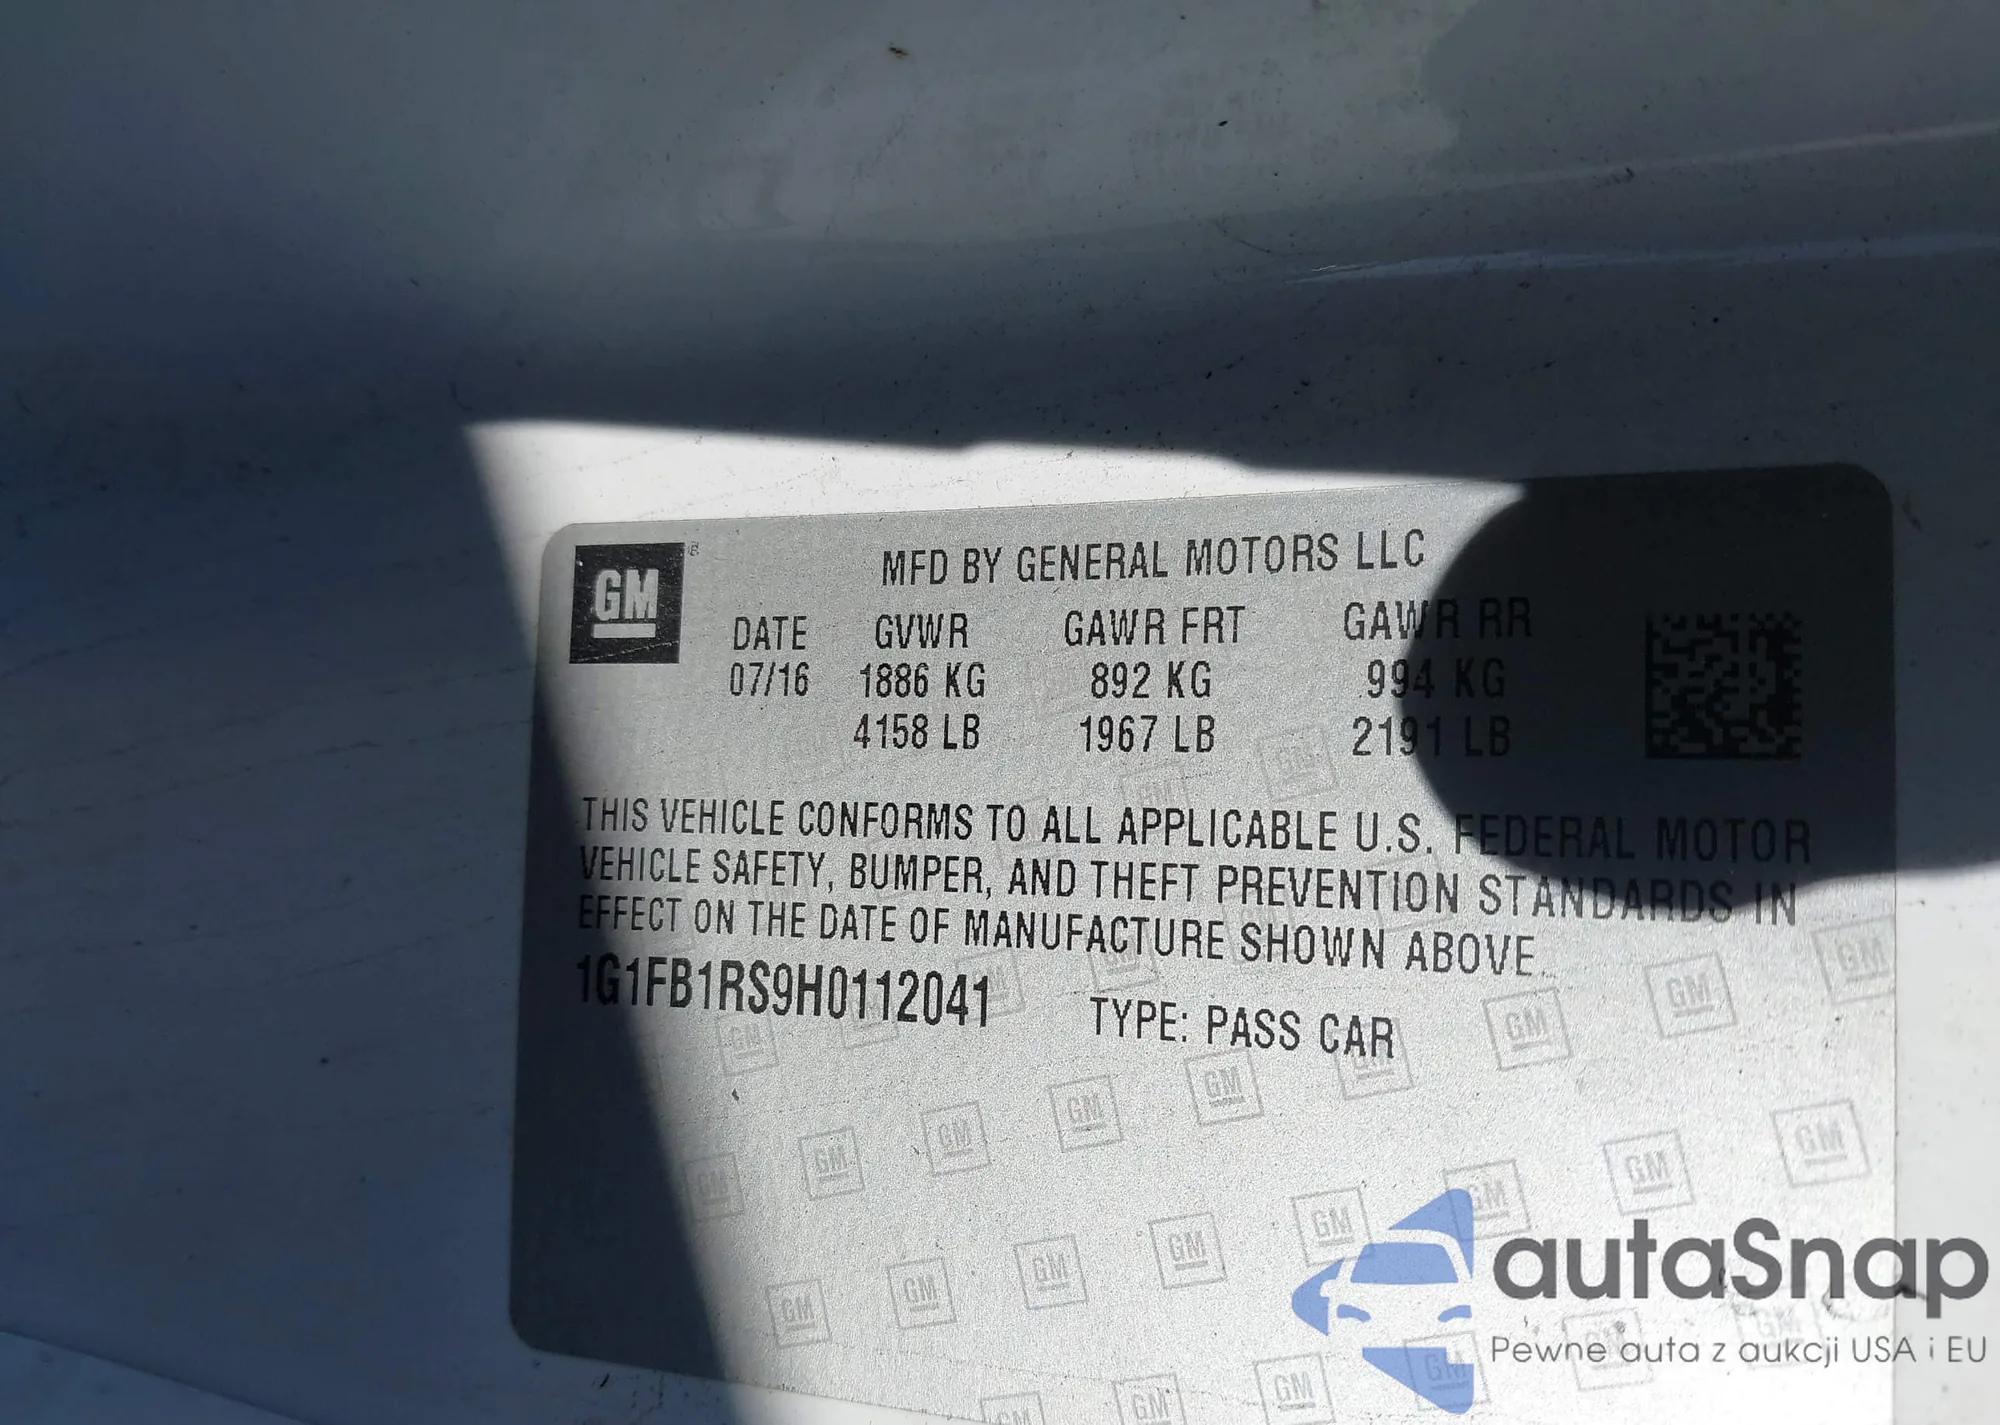 GM
MFD BY GENERAL MOTORS LLC
DATE GVWR GAWR FRT GAWR RR
07/16 1886 KG 892 KG 994 KG
4158 LB 1967 LB 2191 LB
THIS VEHICLE CONFORMS TO ALL APPLICABLE U.S. FEDERAL MOTOR
VEHICLE SAFETY, BUMPER, AND THEFT PREVENTION STANDARDS IN
EFFECT ON THE DATE OF MANUFACTURE SHOWN ABOVE.
1G1FB1RS9H0112041 TYPE: PASS CAR
autaSnap
Pewne auta z aukcji USA i EU